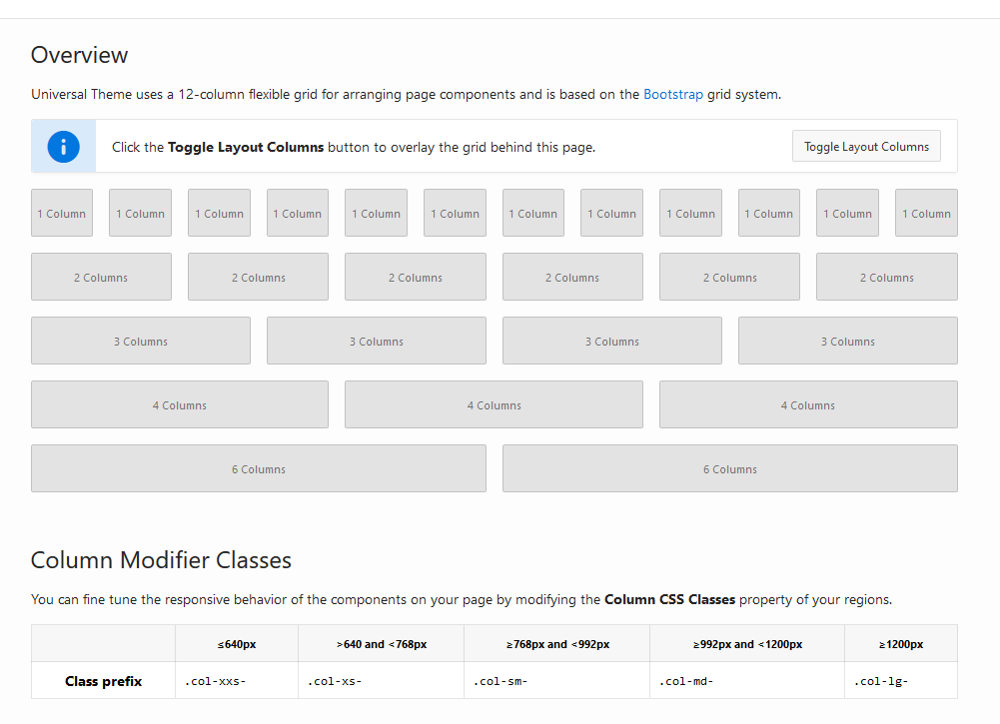 Overview
Universal Theme uses a 12-column flexible grid for arranging page components and is based on the Bootstrap grid system.
Click the Toggle Layout Columns button to overlay the grid behind this page.
Toggle Layout Columns
1 Column 1 Column 1 Column 1 Column 1 Column 1 Column 1 Column 1 Column 1 Column 1 Column 1 Column 1 Column
2 Columns 2 Columns 2 Columns 2 Columns 2 Columns 2 Columns
3 Columns 3 Columns 3 Columns 3 Columns
4 Columns 4 Columns 4 Columns
6 Columns 6 Columns
Column Modifier Classes
You can fine tune the responsive behavior of the components on your page by modifying the Column CSS Classes property of your regions.
≤640px >640 and <768px ≥768px and <992px ≥992px and <1200px ≥1200px
Class prefix .col-xxs- .col-xs- .col-sm- .col-md- .col-lg-